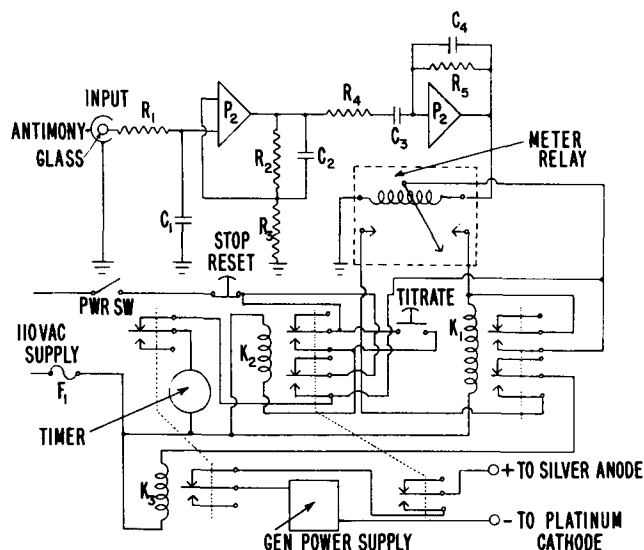 C4
R5
INPUT
R1
P2
R4
C3
P2
ANTIMONY
GLASS
R2
C2
METER
RELAY
C1
R3
STOP
RESET
PWR SW
TITRATE
110VAC
SUPPLY
F1
K2
K1
TIMER
K3
+ TO SILVER ANODE
GEN POWER SUPPLY
- TO PLATINUM
CATHODE